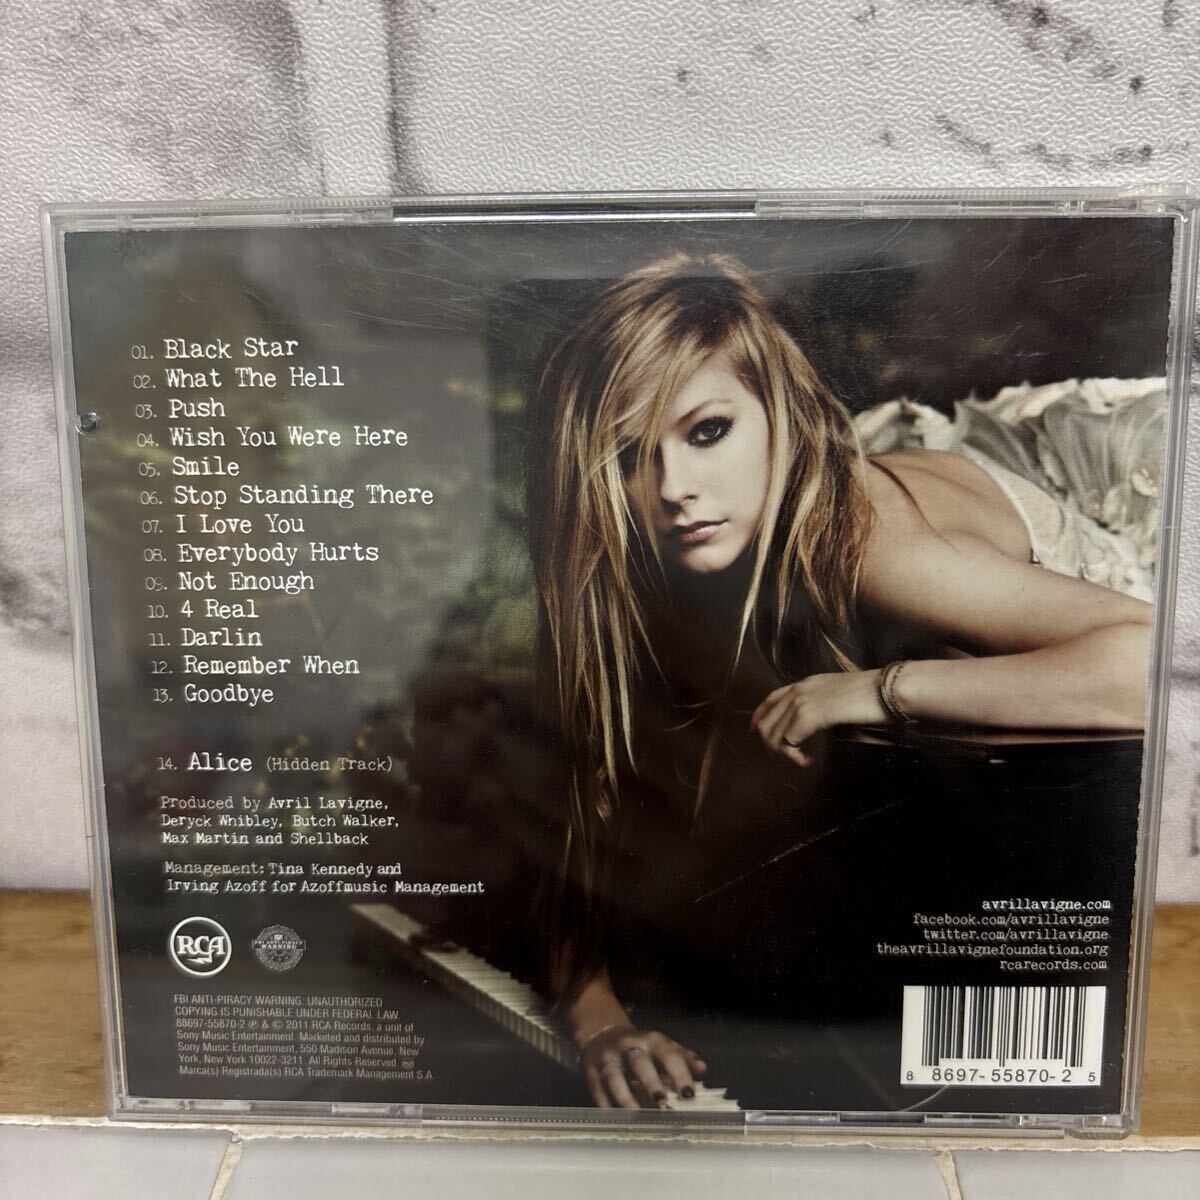 01. Black Star
02. What The Hell
03. Push
04. Wish You Were Here
05. Smile
06. Stop Standing There
07. I Love You
08. Everybody Hurts
09. Not Enough
10. 4 Real
11. Darlin
12. Remember When
13. Goodbye
14. Alice (Hidden Track)
Produced by Avril Lavigne,
Deryck Whibley, Butch Walker,
Max Martin and Shellback
Management: Tina Kennedy and
Irving Azoff for Azoffmusic Management
RCA
FBI ANTI-PIRACY
WARNING
FBI ANTI-PIRACY WARNING: UNAUTHORIZED
COPYING IS PUNISHABLE UNDER FEDERAL LAW.
88697-55870-2 ℗ & © 2011 RCA Records, a unit of
Sony Music Entertainment. Marketed and distributed by
Sony Music Entertainment, 550 Madison Avenue, New
York, New York 10022-3211. All Rights Reserved.
Marca(s) Registrada(s) RCA Trademark Management S.A.
avrillavigne.com
facebook.com/avrillavigne
twitter.com/avrillavigne
theavrillavignefoundation.org
rcarecords.com
8 8697-55870-2 5